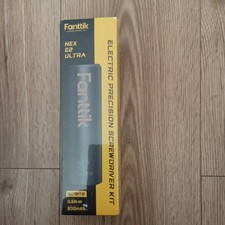 Fanttik
NEX
E2
ULTRA
Fanttik
ELECTRIC PRECISION SCREWDRIVER KIT